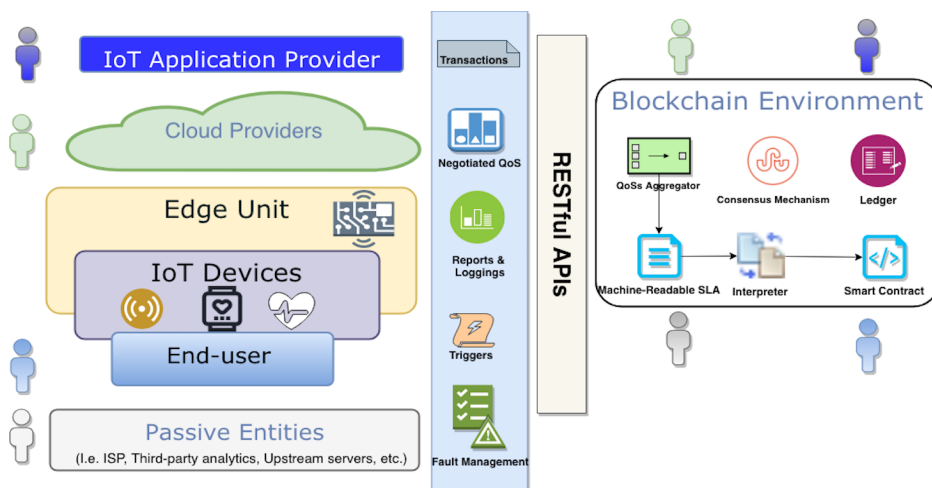 IoT Application Provider
Cloud Providers
Edge Unit
IoT Devices
End-user
Passive Entities
(I.e. ISP, Third-party analytics, Upstream servers, etc.)
Transactions
Negotiated QoS
Reports &
Loggings
Triggers
Fault Management
RESTful APIs
Blockchain Environment
QoSs Aggregator
Consensus Mechanism
Ledger
Machine-Readable SLA
Interpreter
Smart Contract